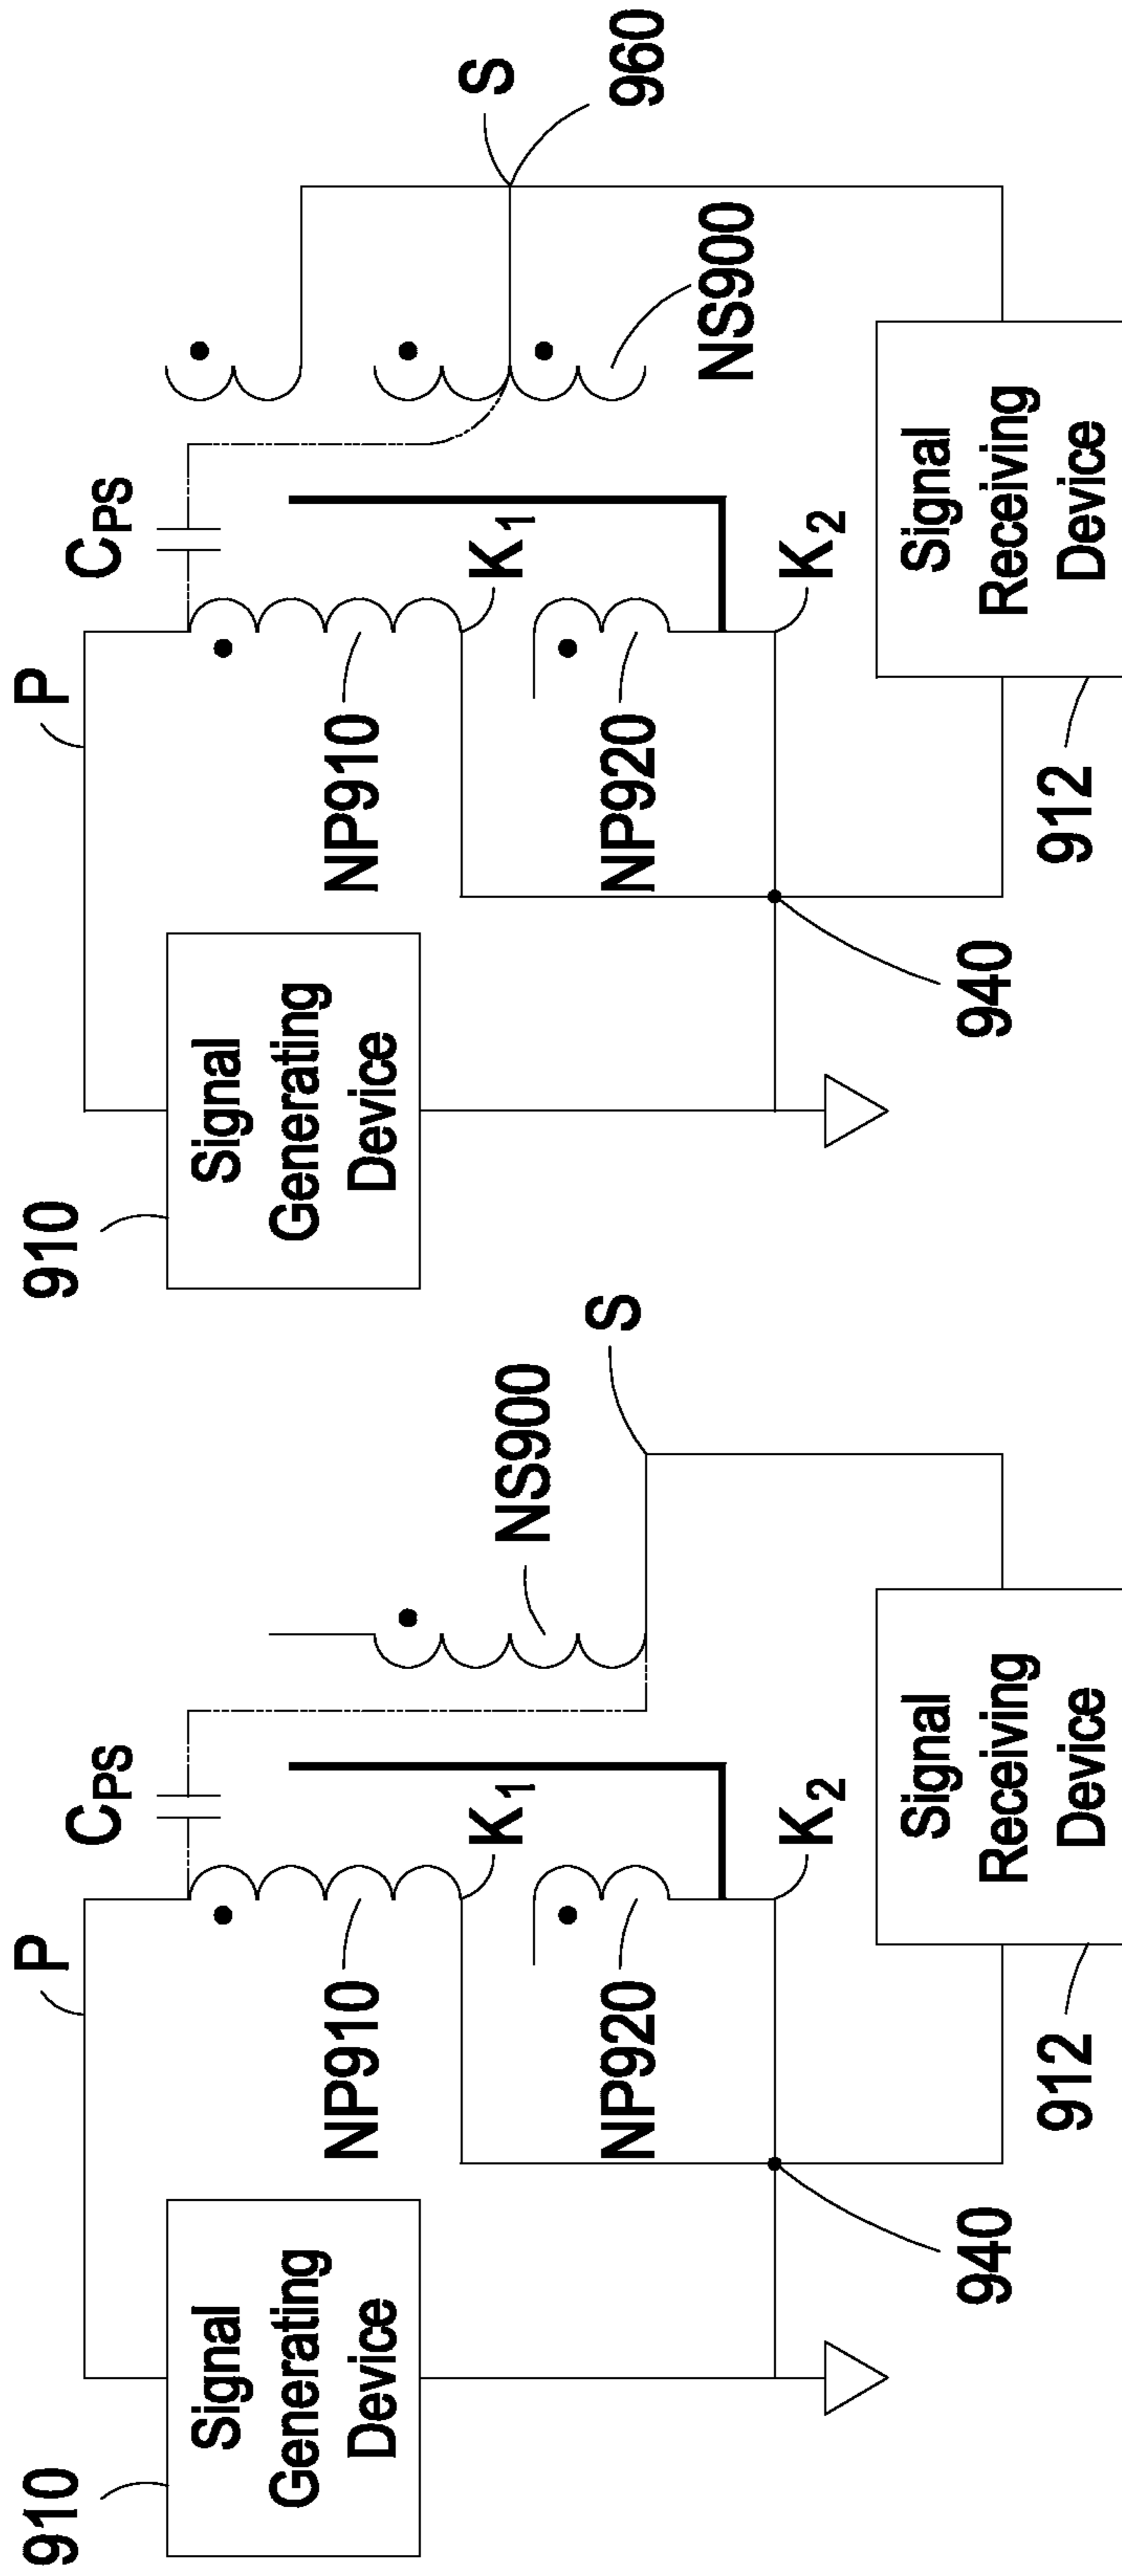 910
Signal
Generating
Device
P
CPS
NP910
K1
NP920
K2
NS900
S
940
912
Signal
Receiving
Device
910
Signal
Generating
Device
P
CPS
NP910
K1
NP920
K2
S
960
NS900
940
912
Signal
Receiving
Device